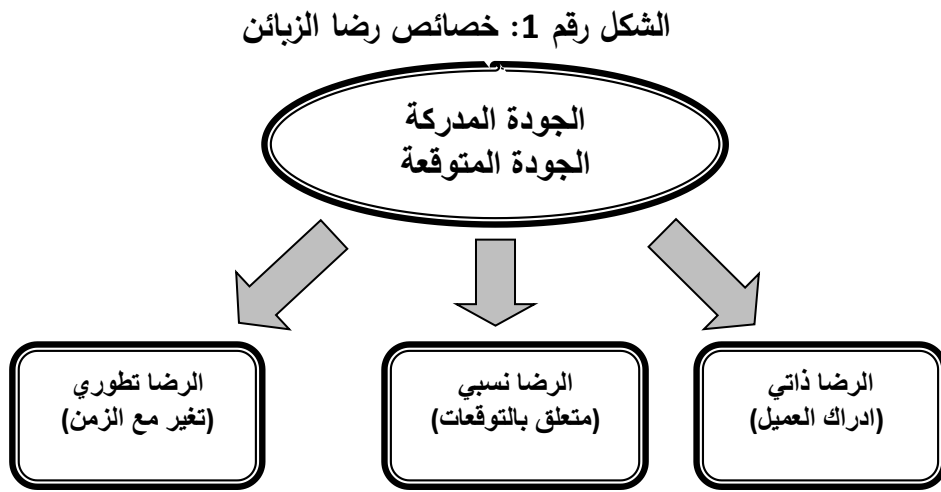 الشكل رقم 1: خصائص رضا الزبائن
الجودة المدركة
الجودة المتوقعة
الرضا ذاتي
(ادراك العميل)
الرضا نسبي
(متعلق بالتوقعات)
الرضا تطوري
(تغير مع الزمن)